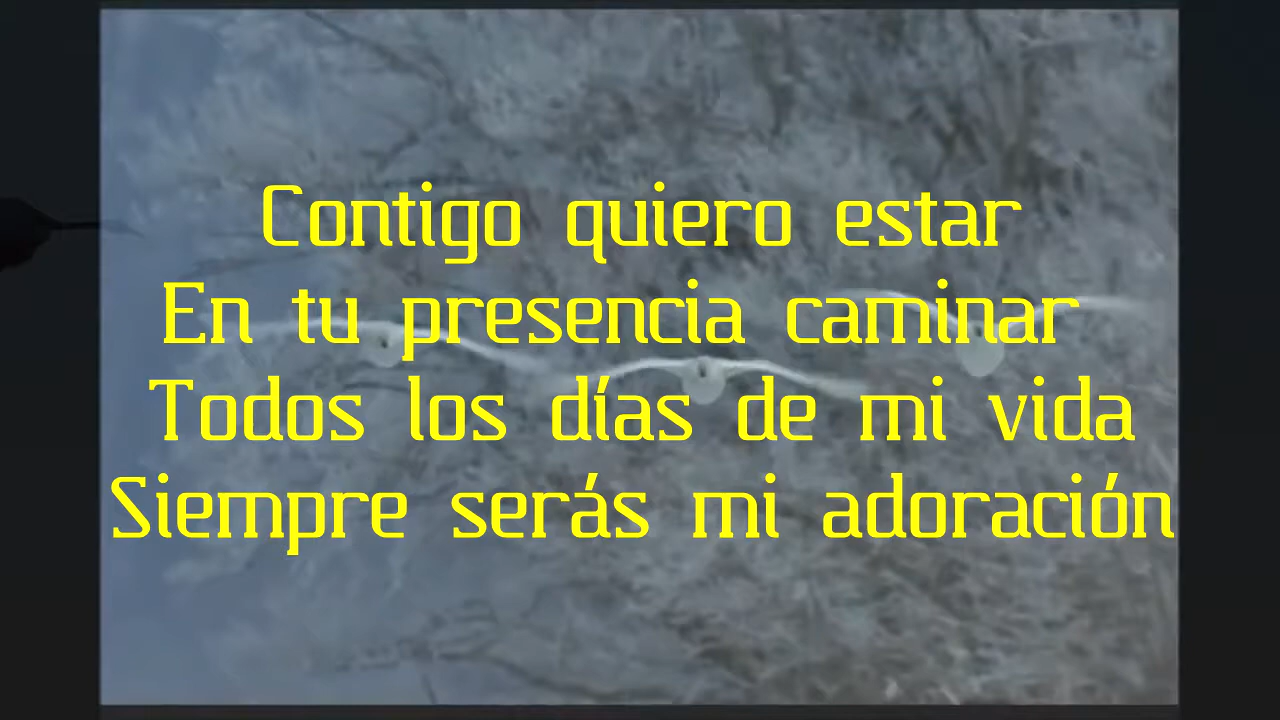 Contigo quiero estar
En tu presencia caminar
Todos los días de mi vida
Siempre serás mi adoración